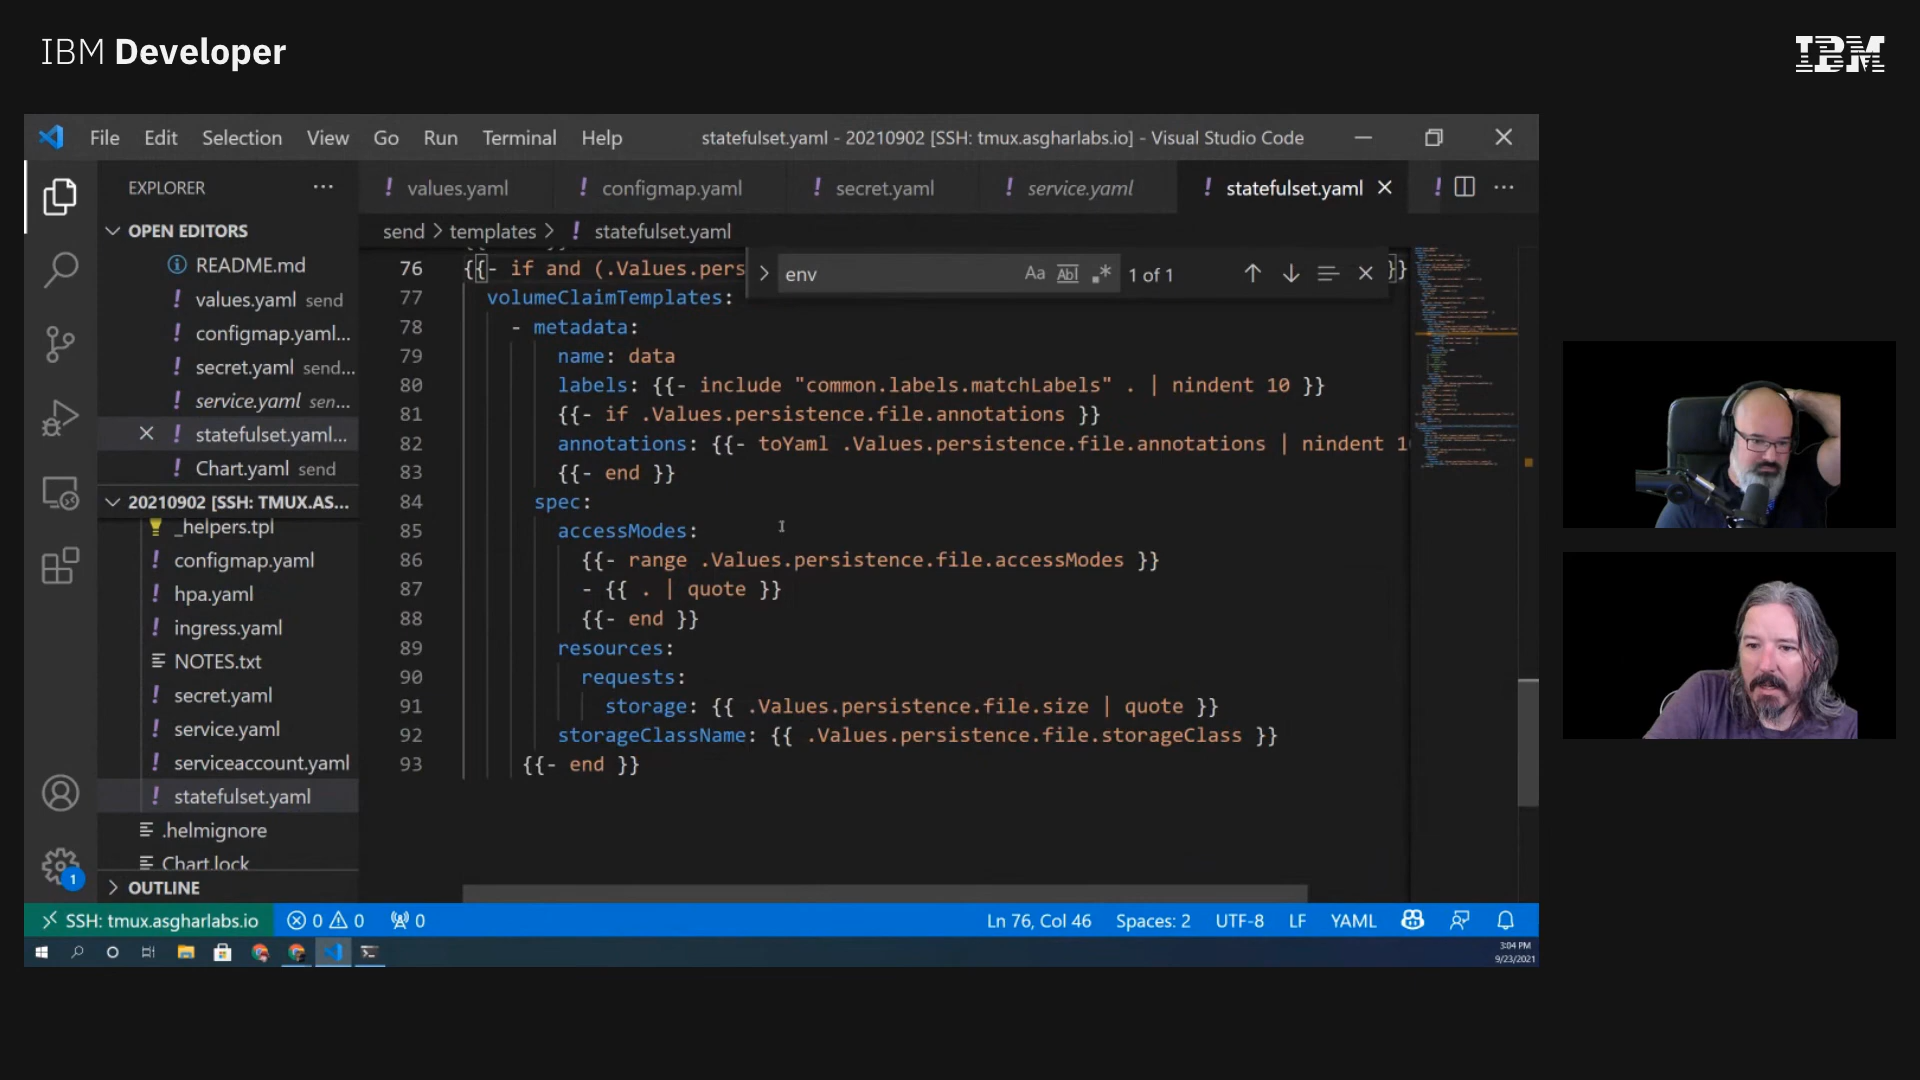 IBM Developer
IBM
File Edit Selection View Go Run Terminal Help
statefulset.yaml - 20210902 [SSH: tmux.asgharlabs.io] - Visual Studio Code
EXPLORER
values.yaml
configmap.yaml
secret.yaml
service.yaml
statefulset.yaml
send > templates > ! statefulset.yaml
OPEN EDITORS
README.md
! values.yaml send
! configmap.yaml...
! secret.yaml send...
! service.yaml sen...
! statefulset.yaml...
! Chart.yaml send
20210902 [SSH: TMUX.AS...
_helpers.tpl
! configmap.yaml
! hpa.yaml
! ingress.yaml
NOTES.txt
! secret.yaml
! service.yaml
! serviceaccount.yaml
! statefulset.yaml
.helmignore
Chart.lock
OUTLINE
env
Aa Abl .* 1 of 1
76 {{- if and (.Values.pers }}
77 volumeClaimTemplates:
78 - metadata:
79 name: data
80 labels: {{- include "common.labels.matchLabels" . | nindent 10 }}
81 {{- if .Values.persistence.file.annotations }}
82 annotations: {{- toYaml .Values.persistence.file.annotations | nindent 1
83 {{- end }}
84 spec:
85 accessModes:
86 {{- range .Values.persistence.file.accessModes }}
87 - {{ . | quote }}
88 {{- end }}
89 resources:
90 requests:
91 storage: {{ .Values.persistence.file.size | quote }}
92 storageClassName: {{ .Values.persistence.file.storageClass }}
93 {{- end }}
1
SSH: tmux.asgharlabs.io 0 0 0 Ln 76, Col 46 Spaces: 2 UTF-8 LF YAML
3:04 PM
9/23/2021